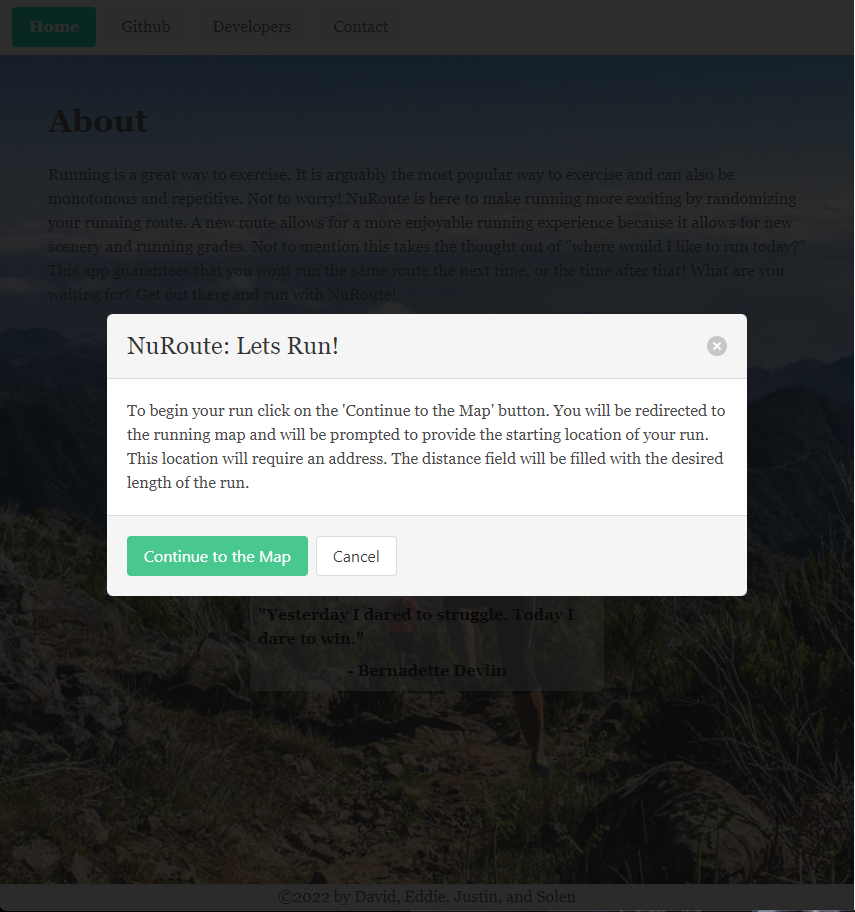 Home Github Developers Contact
About
Running is a great way to exercise. It is arguably the most popular way to exercise and can also be
monotonous and repetitive. Not to worry! NuRoute is here to make running more exciting by randomizing
your running route. A new route allows for a more enjoyable running experience because it allows for new
scenery and running grades. Not to mention this takes the thought out of "where would I like to run today?"
This app guarantees that you wont run the same route the next time, or the time after that! What are you
waiting for? Get out there and run with NuRoute!
NuRoute: Lets Run!
To begin your run click on the 'Continue to the Map' button. You will be redirected to
the running map and will be prompted to provide the starting location of your run.
This location will require an address. The distance field will be filled with the desired
length of the run.
Continue to the Map Cancel
"Yesterday I dared to struggle. Today I
dare to win."
- Bernadette Devlin
©2022 by David, Eddie, Justin, and Solen